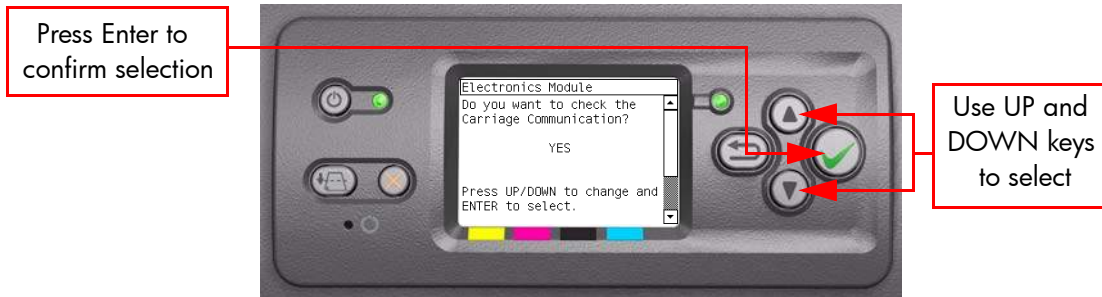 Press Enter to
confirm selection
Electronics Module
Do you want to check the
Carriage Communication?
YES
Press UP/DOWN to change and
ENTER to select.
Use UP and
DOWN keys
to select